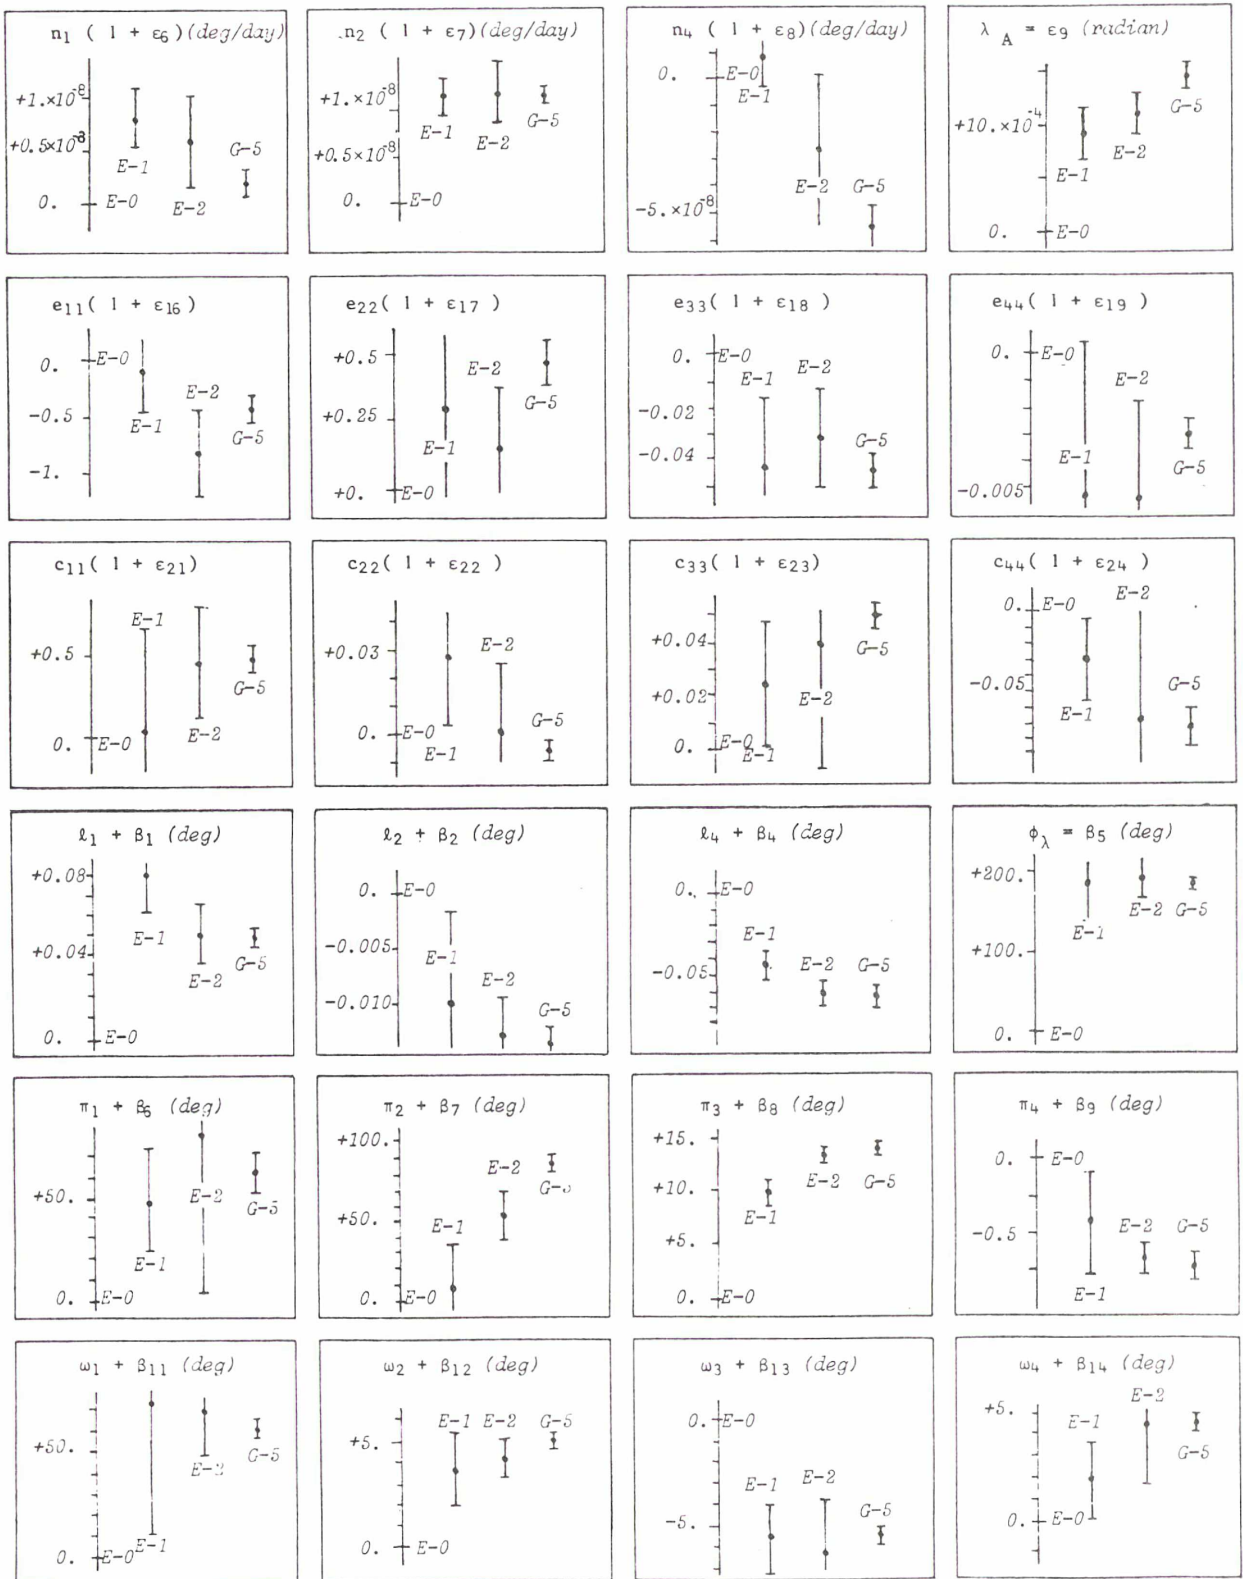 n₁ ( 1 + ε₆) (deg/day)
+1.×10⁻⁸
+0.5×10⁻⁸
0.
E-0
E-1
E-2
G-5
.n₂ ( 1 + ε₇) (deg/day)
+1.×10⁻⁸
+0.5×10⁻⁸
0.
E-0
E-1
E-2
G-5
n₄ ( 1 + ε₈) (deg/day)
0.
-5.×10⁻⁸
E-0
E-1
E-2
G-5
λ A = ε₉ (radian)
+10.×10⁻⁴
0.
E-0
E-1
E-2
G-5
e₁₁( 1 + ε₁₆)
0.
-0.5
-1.
E-0
E-1
E-2
G-5
e₂₂( 1 + ε₁₇ )
+0.5
+0.25
+0.
E-0
E-1
E-2
G-5
e₃₃( 1 + ε₁₈ )
0.
-0.02
-0.04
E-0
E-1
E-2
G-5
e₄₄( 1 + ε₁₉ )
0.
-0.005
E-0
E-1
E-2
G-5
c₁₁( 1 + ε₂₁)
+0.5
0.
E-0
E-1
E-2
G-5
c₂₂( 1 + ε₂₂ )
+0.03
0.
E-0
E-1
E-2
G-5
c₃₃( 1 + ε₂₃)
+0.04
+0.02
0.
E-0
E-1
E-2
G-5
c₄₄( 1 + ε₂₄ )
0.
-0.05
E-0
E-1
E-2
G-5
ℓ₁ + β₁ (deg)
+0.08
+0.04
0.
E-0
E-1
E-2
G-5
ℓ₂ + β₂ (deg)
0.
-0.005
-0.010
E-0
E-1
E-2
G-5
ℓ₄ + β₄ (deg)
0.
-0.05
E-0
E-1
E-2
G-5
ϕ_λ = β₅ (deg)
+200.
+100.
0.
E-0
E-1
E-2
G-5
π₁ + β₆ (deg)
+50.
0.
E-0
E-1
E-2
G-5
π₂ + β₇ (deg)
+100.
+50.
0.
E-0
E-1
E-2
G-5
π₃ + β₈ (deg)
+15.
+10.
+5.
0.
E-0
E-1
E-2
G-5
π₄ + β₉ (deg)
0.
-0.5
E-0
E-1
E-2
G-5
ω₁ + β₁₁ (deg)
+50.
0.
E-0
E-1
E-2
G-5
ω₂ + β₁₂ (deg)
+5.
0.
E-0
E-1
E-2
G-5
ω₃ + β₁₃ (deg)
0.
-5.
E-0
E-1
E-2
G-5
ω₄ + β₁₄ (deg)
+5.
0.
E-0
E-1
E-2
G-5